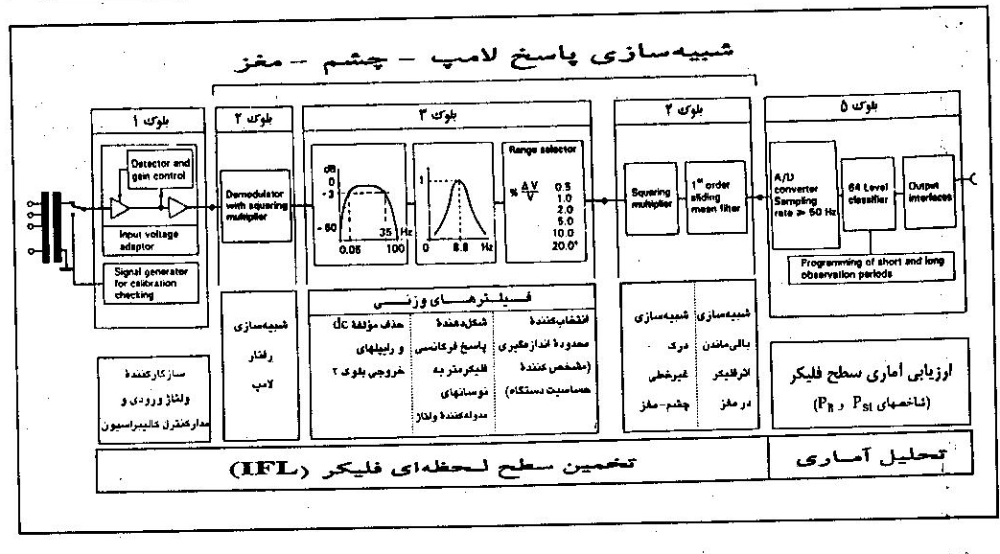 شبیه‌سازی پاسخ لامپ - چشم - مغز
بلوک ۱
Detector and
gain control
Input voltage
adaptor
Signal generator
for calibration
checking
بلوک ۲
Demodulator
with squaring
multiplier
بلوک ۳
dB
0
-3
-60
0.05
35
Hz
100
1
0
8.8
Hz
Range selector
% ΔV/V
0.5
1.0
2.0
5.0
10.0
20.0
بلوک ۴
Squaring
multiplier
1st order
sliding
mean filter
بلوک ۵
A/D
converter
Sampling
rate ≥ 50 Hz
64 Level
classifier
Output
interfaces
Programming of short and long
observation periods
سازگارکنندهٔ
ولتاژ ورودی و
مدار کنترل کالیبراسیون
شبیه‌سازی
رفتار
لامپ
فیلترهای وزنی
حذف مؤلفهٔ dc
و ریپلهای
خروجی بلوک ۲
شکل‌دهندهٔ
پاسخ فرکانسی
فلیکرمتر به
نوسانهای
مدوله‌کنندهٔ ولتاژ
انتخاب‌کنندهٔ
محدودهٔ اندازه‌گیری
(مشخص کنندهٔ
حساسیت دستگاه)
شبیه‌سازی
درک
غیرخطی
چشم-مغز
شبیه‌سازی
باقی‌ماندن
اثر فلیکر
در مغز
ارزیابی آماری سطح فلیکر
(شاخصهای Pst و Plt)
تخمین سطح لحظه‌ای فلیکر (IFL)
تحلیل آماری